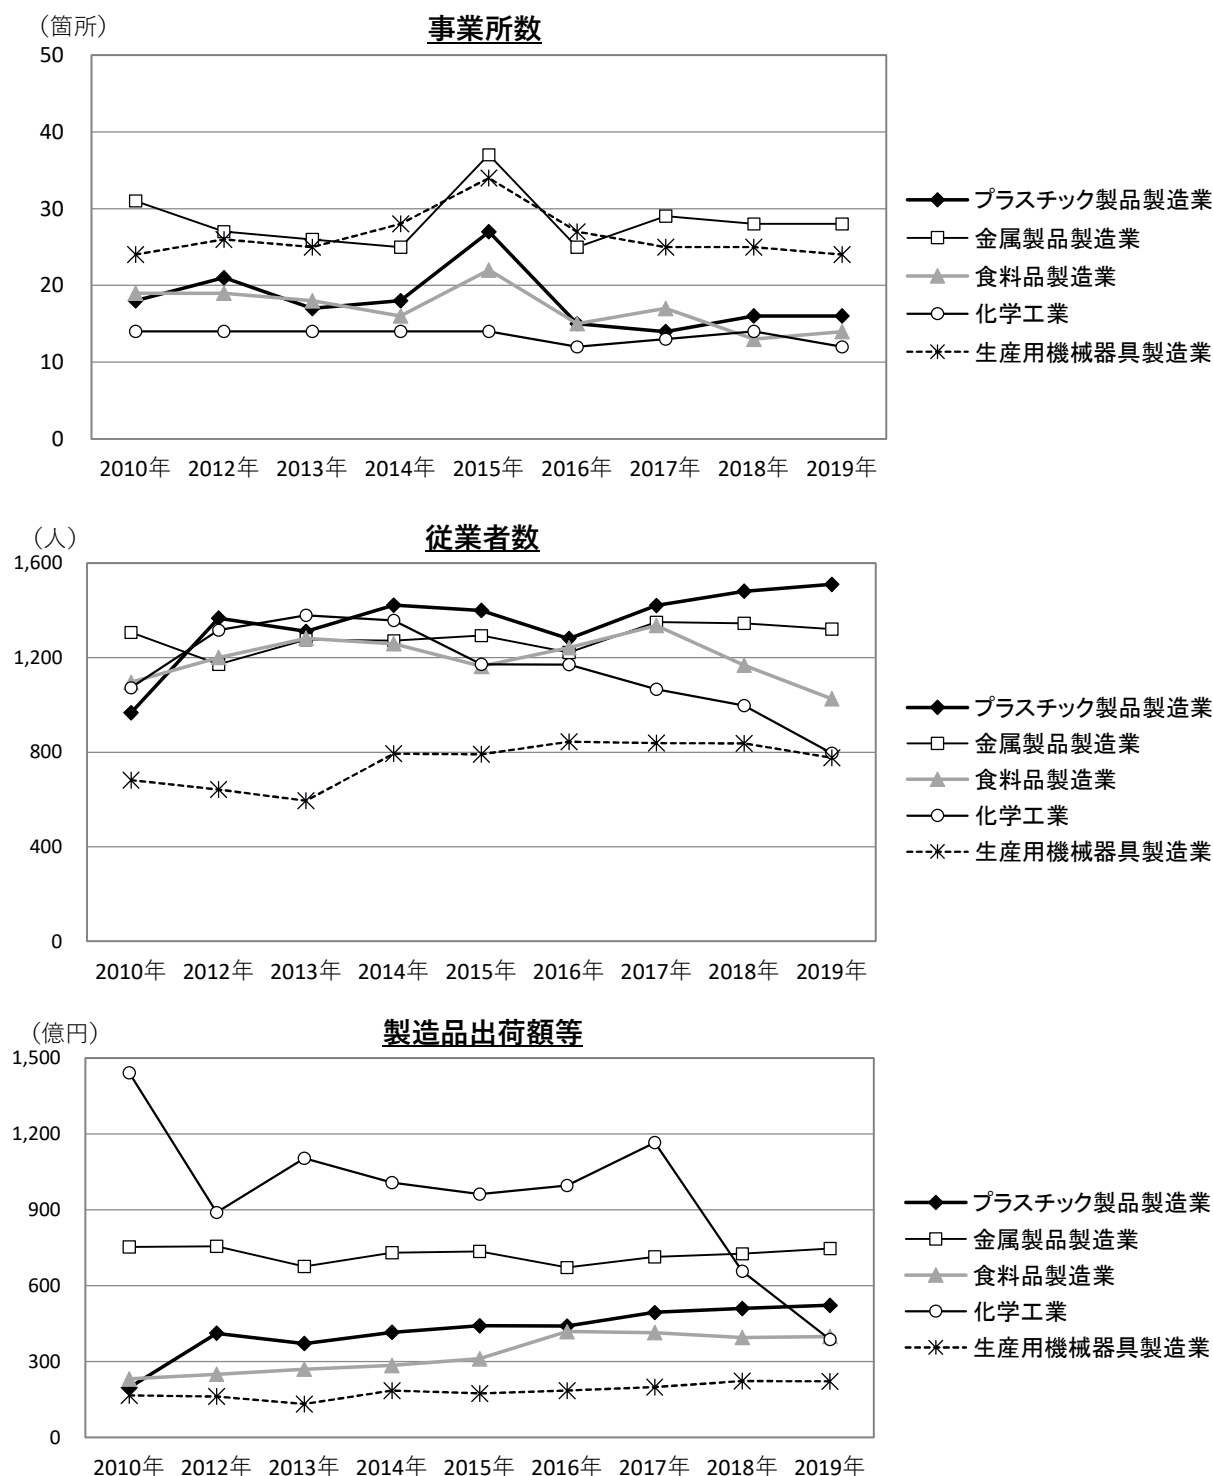 （箇所）
事業所数
50
40
30
20
10
0
2010年 2012年 2013年 2014年 2015年 2016年 2017年 2018年 2019年
プラスチック製品製造業
金属製品製造業
食料品製造業
化学工業
生産用機械器具製造業
（人）
従業者数
1,600
1,200
800
400
0
2010年 2012年 2013年 2014年 2015年 2016年 2017年 2018年 2019年
プラスチック製品製造業
金属製品製造業
食料品製造業
化学工業
生産用機械器具製造業
（億円）
製造品出荷額等
1,500
1,200
900
600
300
0
2010年 2012年 2013年 2014年 2015年 2016年 2017年 2018年 2019年
プラスチック製品製造業
金属製品製造業
食料品製造業
化学工業
生産用機械器具製造業